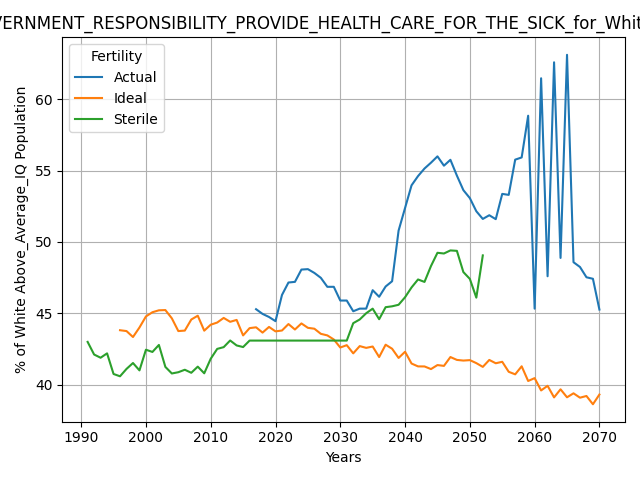 VERNMENT_RESPONSIBILITY_PROVIDE_HEALTH_CARE_FOR_THE_SICK_for_Whit
Fertility
Actual
Ideal
Sterile
% of White Above_Average_IQ Population
60
55
50
45
40
1990 2000 2010 2020 2030 2040 2050 2060 2070
Years